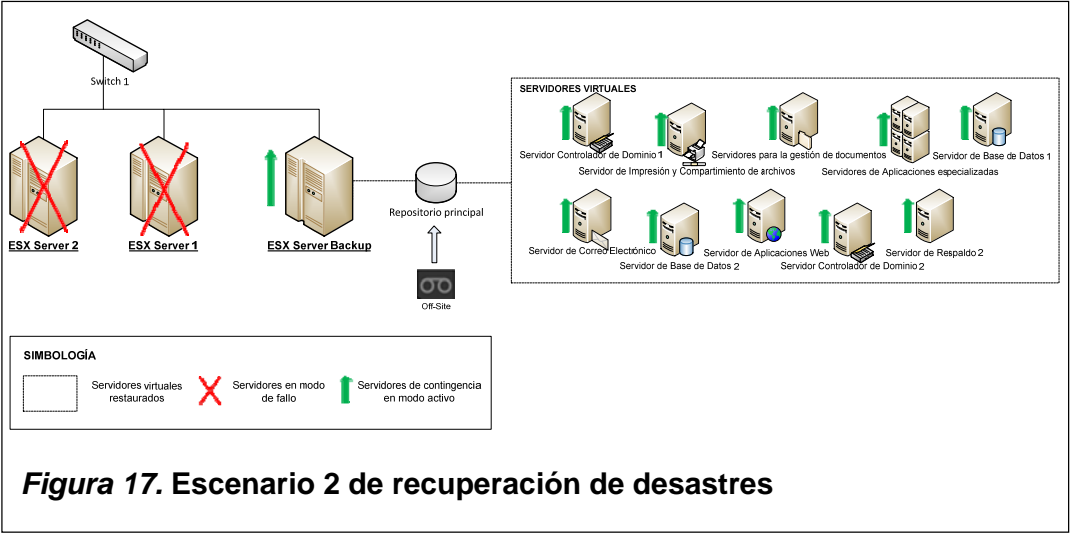 Switch 1
ESX Server 2
ESX Server 1
ESX Server Backup
Repositorio principal
Off-Site
SERVIDORES VIRTUALES
Servidor Controlador de Dominio 1
Servidor de Impresión y Compartimiento de archivos
Servidores para la gestión de documentos
Servidores de Aplicaciones especializadas
Servidor de Base de Datos 1
Servidor de Correo Electrónico
Servidor de Base de Datos 2
Servidor de Aplicaciones Web
Servidor Controlador de Dominio 2
Servidor de Respaldo 2
SIMBOLOGÍA
Servidores virtuales
restaurados
Servidores en modo
de fallo
Servidores de contingencia
en modo activo
Figura 17. Escenario 2 de recuperación de desastres